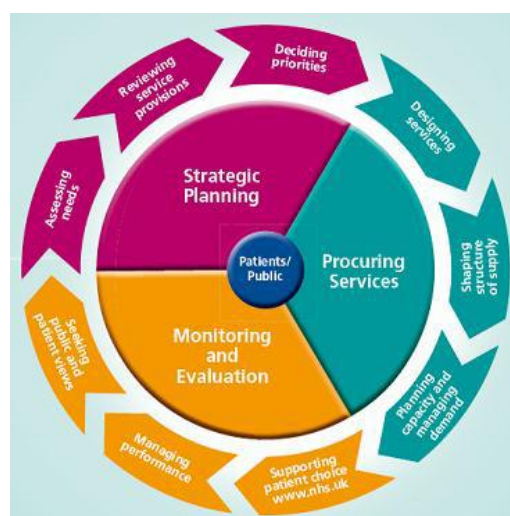 Deciding
priorities
Reviewing
service
provisions
Assessing
needs
Designing
services
Shaping
structure
of supply
Planning
capacity and
managing
demand
Supporting
patient choice
www.nhs.uk
Managing
performance
Seeking
public and
patient views
Strategic
Planning
Patients/
Public
Procuring
Services
Monitoring
and
Evaluation